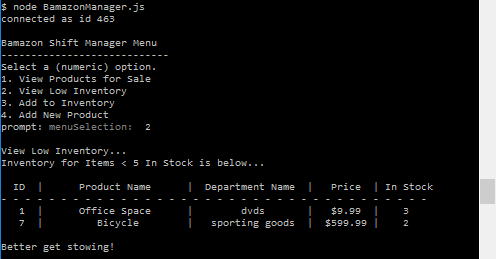 $ node BamazonManager.js
connected as id 463
Bamazon Shift Manager Menu
----------------------------
Select a (numeric) option.
1. View Products for Sale
2. View Low Inventory
3. Add to Inventory
4. Add New Product
prompt: menuSelection:  2
View Low Inventory...
Inventory for Items < 5 In Stock is below...
ID | Product Name | Department Name | Price | In Stock
- - - - - - - - - - - - - - - - - - - - - - - - - - - - - - - - - - - -
1 | Office Space | dvds | $9.99 | 3
7 | Bicycle | sporting goods | $599.99 | 2
Better get stowing!